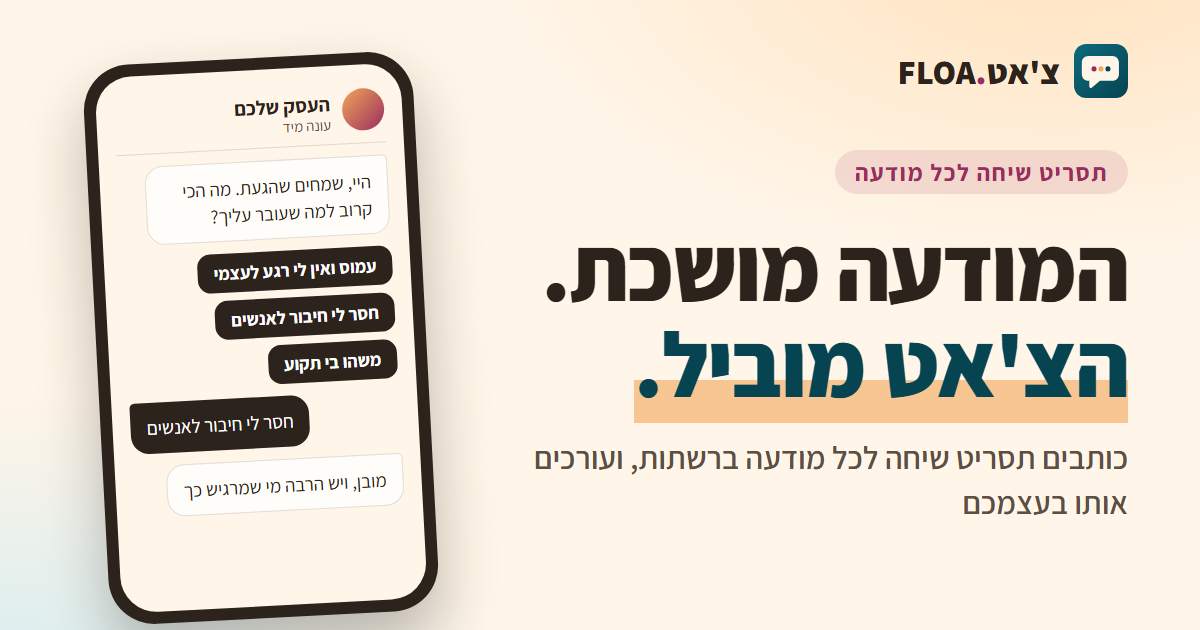 צ'אט.FLOA
תסריט שיחה לכל מודעה
המודעה מושכת.
הצ'אט מוביל.
כותבים תסריט שיחה לכל מודעה ברשתות, ועורכים
אותו בעצמכם
העסק שלכם
עונה מיד
היי, שמחים שהגעת. מה הכי
קרוב למה שעובר עליך?
עמוס ואין לי רגע לעצמי
חסר לי חיבור לאנשים
משהו בי תקוע
חסר לי חיבור לאנשים
מובן, ויש הרבה מי שמרגיש כך